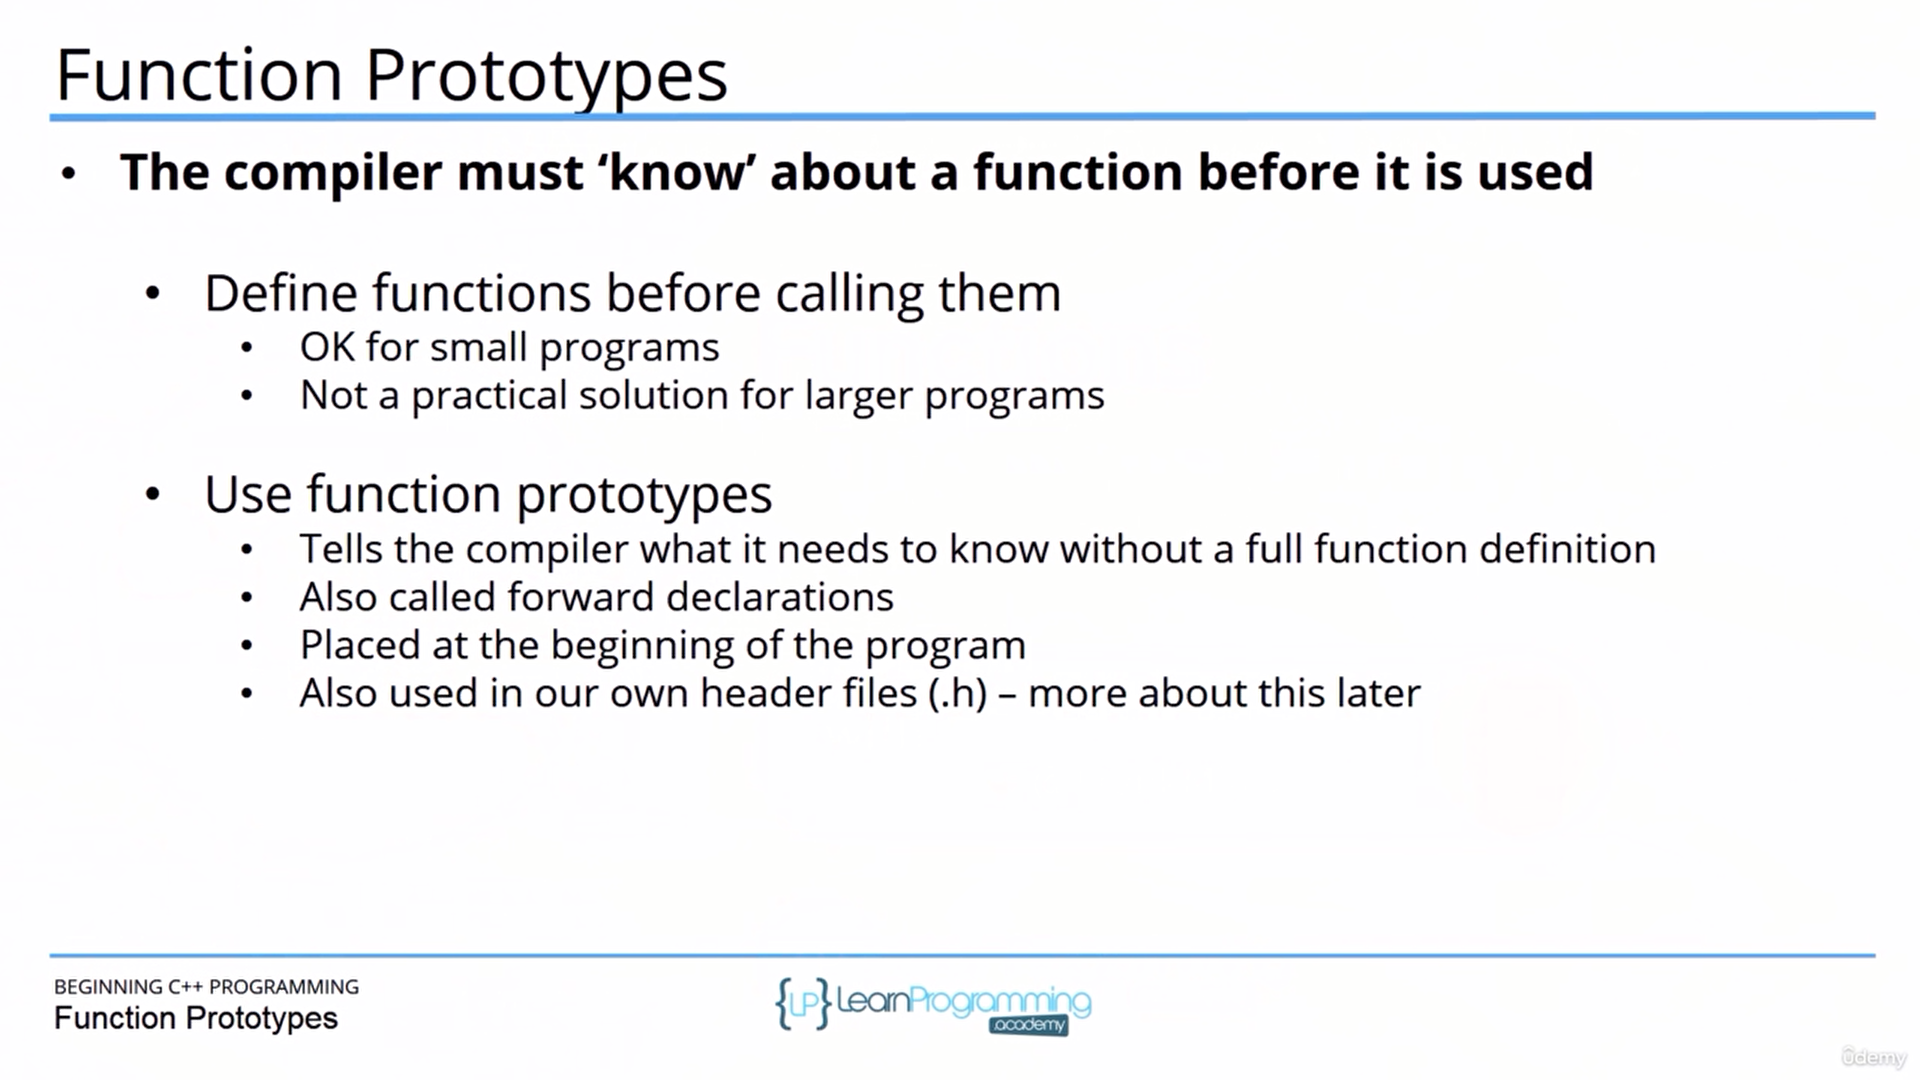 Function Prototypes
• The compiler must ‘know’ about a function before it is used
• Define functions before calling them
• OK for small programs
• Not a practical solution for larger programs
• Use function prototypes
• Tells the compiler what it needs to know without a full function definition
• Also called forward declarations
• Placed at the beginning of the program
• Also used in our own header files (.h) – more about this later
BEGINNING C++ PROGRAMMING
Function Prototypes
{LP} LearnProgramming
academy
ûdemy